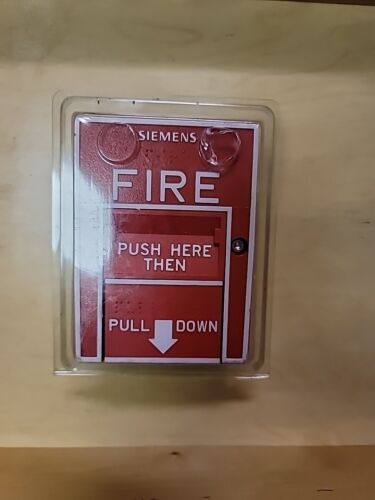 SIEMENS
FIRE
PUSH HERE
THEN
PULL DOWN